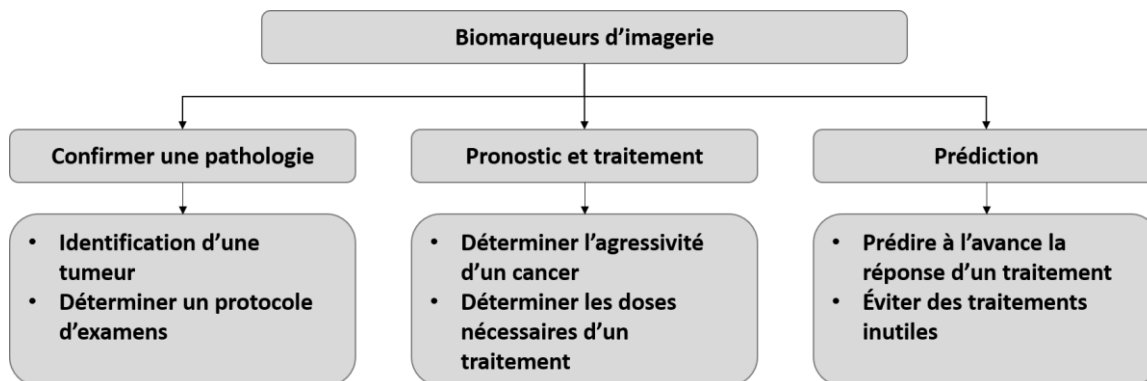 Biomarqueurs d’imagerie
Confirmer une pathologie
Pronostic et traitement
Prédiction
• Identification d’une
tumeur
• Déterminer un protocole
d’examens
• Déterminer l’agressivité
d’un cancer
• Déterminer les doses
nécessaires d’un
traitement
• Prédire à l’avance la
réponse d’un traitement
• Éviter des traitements
inutiles